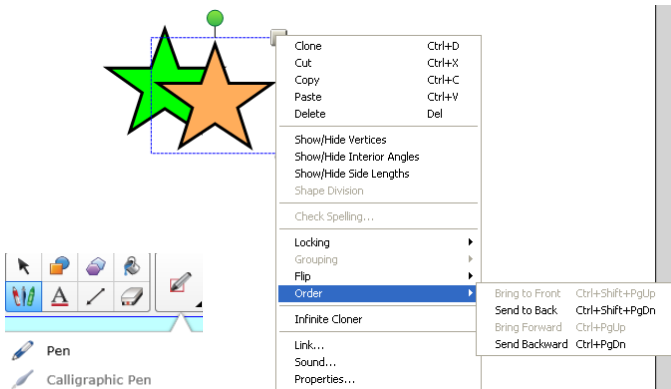 Clone Ctrl+D
Cut Ctrl+X
Copy Ctrl+C
Paste Ctrl+V
Delete Del
Show/Hide Vertices
Show/Hide Interior Angles
Show/Hide Side Lengths
Shape Division
Check Spelling...
Locking
Grouping
Flip
Order
Infinite Cloner
Link...
Sound...
Properties...
Bring to Front Ctrl+Shift+PgUp
Send to Back Ctrl+Shift+PgDn
Bring Forward Ctrl+PgUp
Send Backward Ctrl+PgDn
A
Pen
Calligraphic Pen